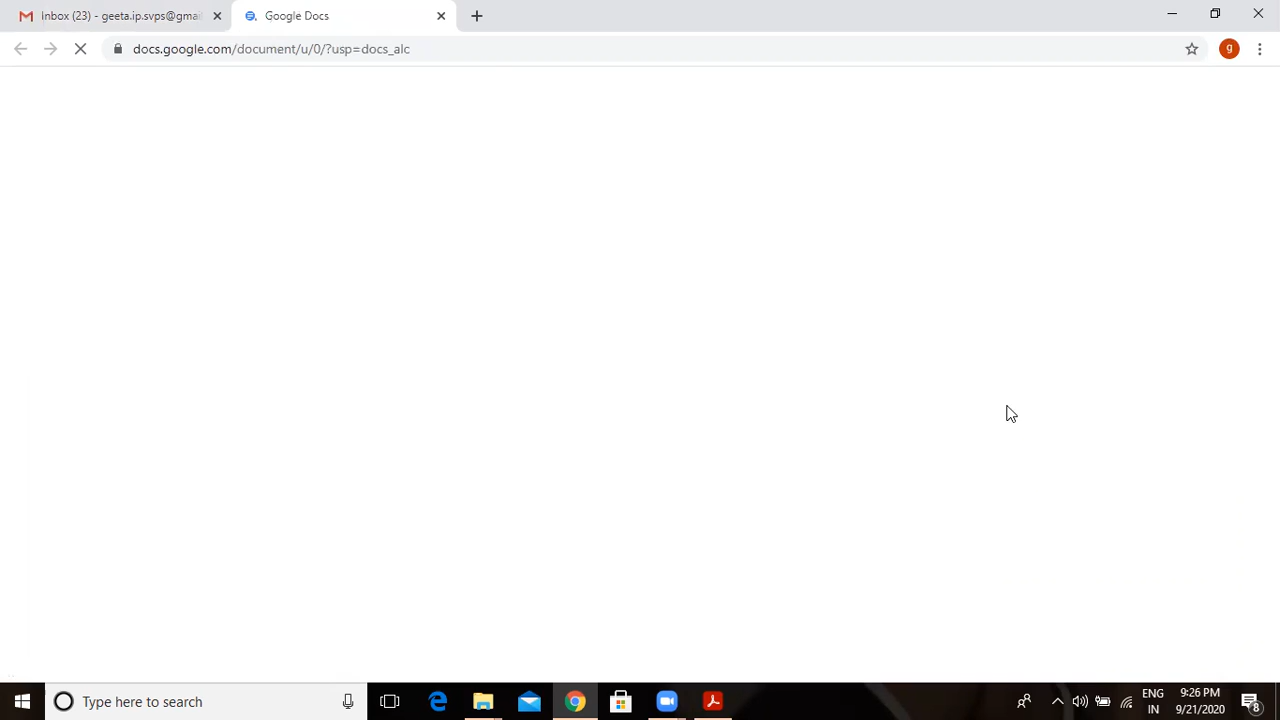 Inbox (23) - geeta.ip.svps@gmai
Google Docs
docs.google.com/document/u/0/?usp=docs_alc
g
Type here to search
ENG
IN
9:26 PM
9/21/2020
8